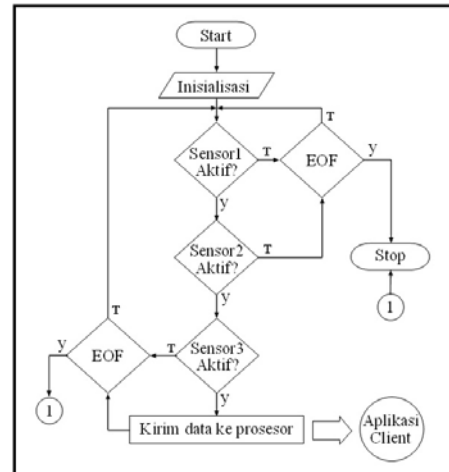 Start
Inisialisasi
T
T
Sensor1
Aktif?
T
EOF
y
y
Sensor2
Aktif?
T
Stop
y
1
T
y
EOF
T
Sensor3
Aktif?
y
1
Kirim data ke prosesor
Aplikasi
Client